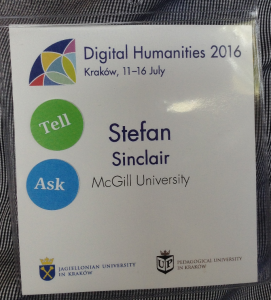 Digital Humanities 2016
Kraków, 11–16 July
Tell
Stefan
Sinclair
Ask
McGill University
JAGIELLONIAN UNIVERSITY
IN KRAKÓW
PEDAGOGICAL UNIVERSITY
IN KRAKÓW